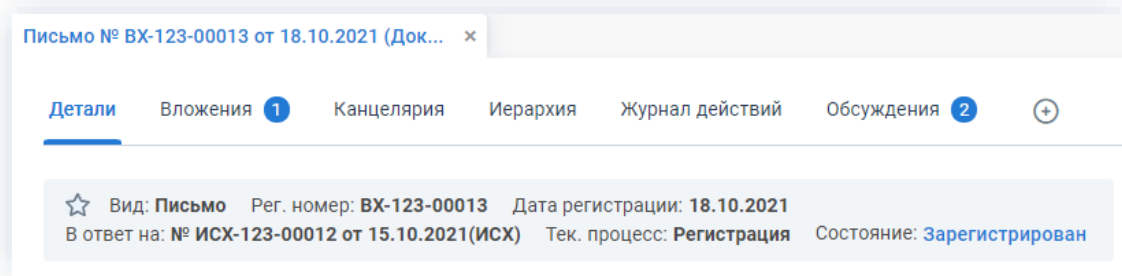 Письмо № ВХ-123-00013 от 18.10.2021 (Док... ×
Детали Вложения 1 Канцелярия Иерархия Журнал действий Обсуждения 2
Вид: Письмо Рег. номер: ВХ-123-00013 Дата регистрации: 18.10.2021
В ответ на: № ИСХ-123-00012 от 15.10.2021(ИСХ) Тек. процесс: Регистрация Состояние: Зарегистрирован